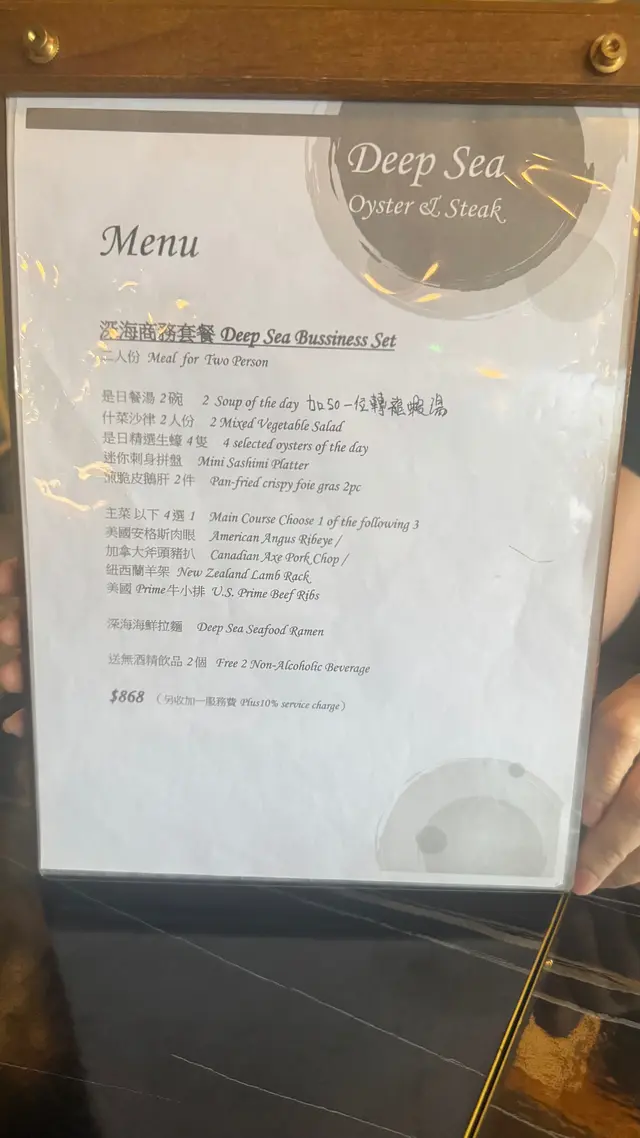 Deep Sea
Oyster & Steak
Menu
深海商務套餐 Deep Sea Bussiness Set
二人份 Meal for Two Person
是日餐湯 2碗 2 Soup of the day 加50一位轉龍蝦湯
什菜沙律 2人份 2 Mixed Vegetable Salad
是日精選生蠔 4隻 4 selected oysters of the day
迷你刺身拼盤 Mini Sashimi Platter
煎脆皮鵝肝 2件 Pan-fried crispy foie gras 2pc
主菜 以下 4選 1 Main Course Choose 1 of the following 3
美國安格斯肉眼 American Angus Ribeye /
加拿大斧頭豬扒 Canadian Axe Pork Chop /
紐西蘭羊架 New Zealand Lamb Rack
美國 Prime牛小排 U.S. Prime Beef Ribs
深海海鮮拉麵 Deep Sea Seafood Ramen
送無酒精飲品 2個 Free 2 Non-Alcoholic Beverage
$868 （另收加一服務費 Plus10% service charge）